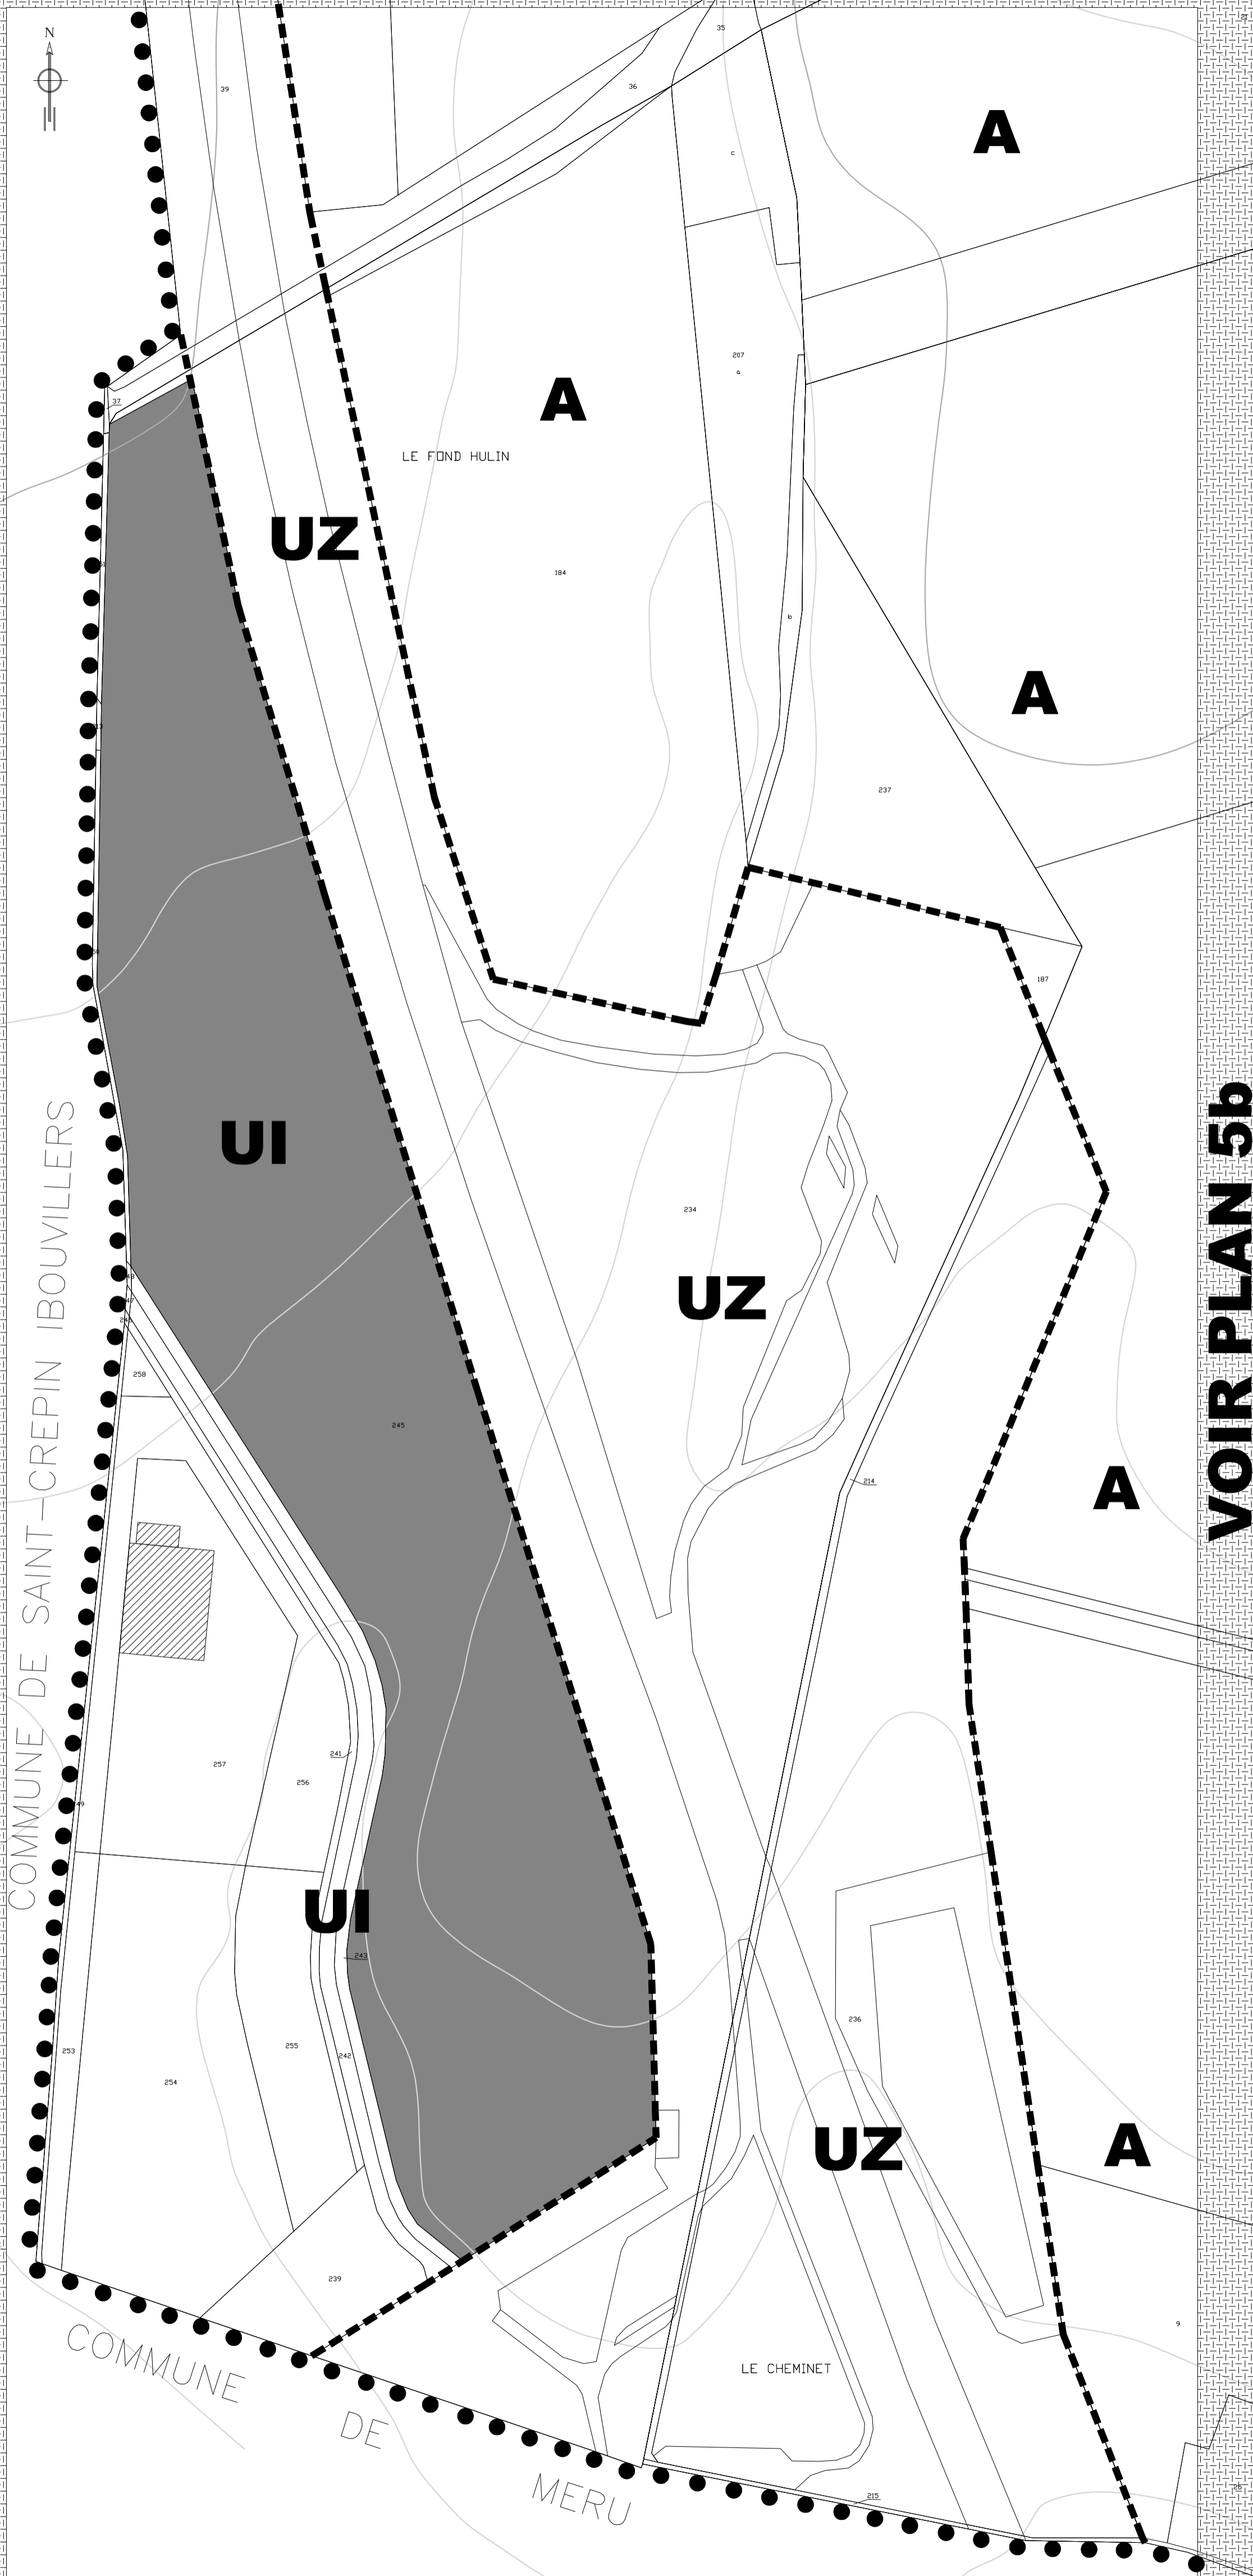 N
35
39
36
A
c
207
a
37
A
LE FOND HULIN
UZ
184
b
A
237
187
UI
COMMUNE DE SAINT-CREPIN IBOUVILLERS
VOIR PLAN 5b
234
UZ
258
245
214
A
241
257
256
UI
243
236
253
255
242
254
UZ
A
239
9
COMMUNE DE MERU
LE CHEMINET
215